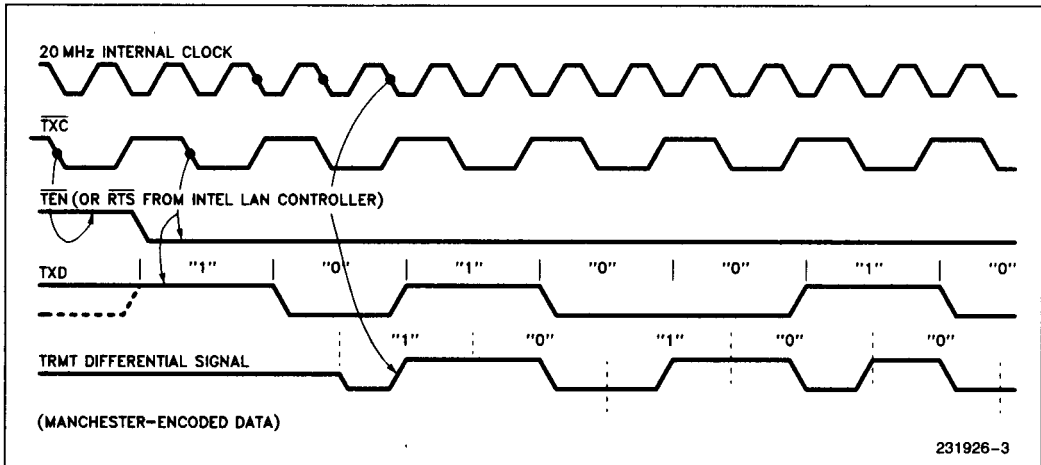 20 MHz INTERNAL CLOCK
TXC
TEN (OR RTS FROM INTEL LAN CONTROLLER)
TXD
"1" "0" "1" "0" "0" "1" "0"
"1" "0" "1" "0" "0"
TRMT DIFFERENTIAL SIGNAL
(MANCHESTER-ENCODED DATA)
231926-3